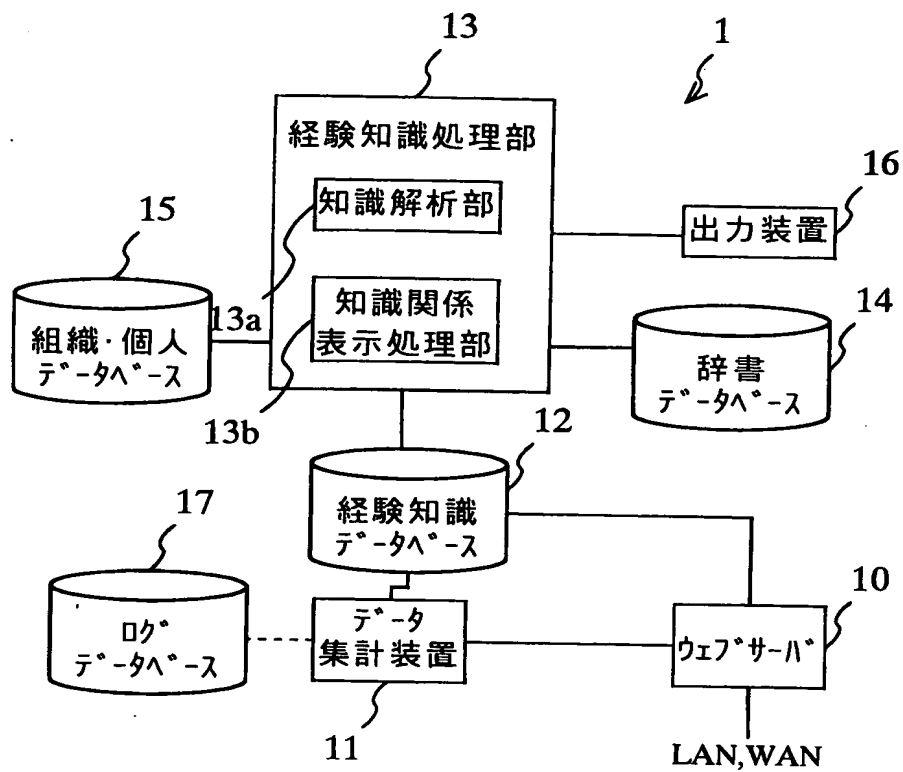 13
1
経験知識処理部
知識解析部
16
出力装置
15
13a
知識関係
表示処理部
組織・個人
データベース
14
辞書
データベース
13b
12
経験知識
データベース
17
ログ
データベース
データ
集計装置
10
ウェブサーバ
11
LAN,WAN